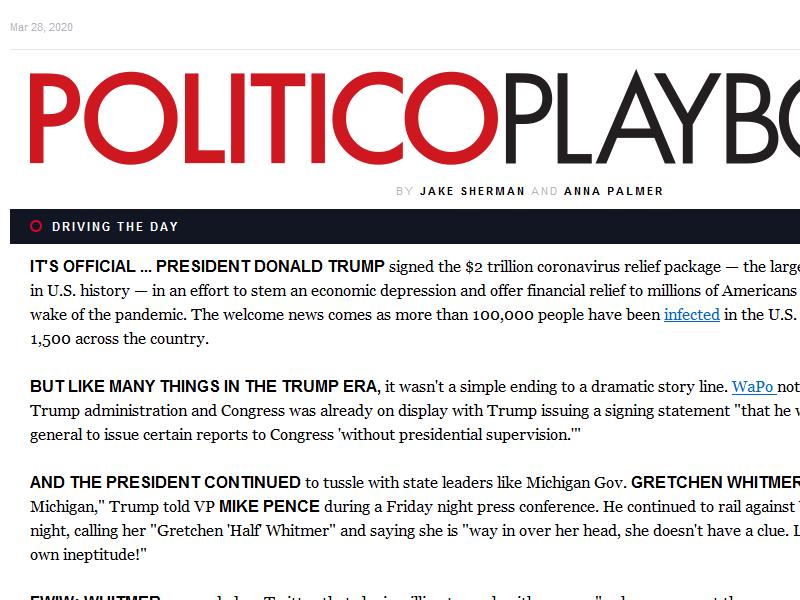 Mar 28, 2020
POLITICOPLAYB
BY JAKE SHERMAN AND ANNA PALMER
DRIVING THE DAY
IT'S OFFICIAL ... PRESIDENT DONALD TRUMP signed the $2 trillion coronavirus relief package — the large
in U.S. history — in an effort to stem an economic depression and offer financial relief to millions of Americans
wake of the pandemic. The welcome news comes as more than 100,000 people have been infected in the U.S.
1,500 across the country.
BUT LIKE MANY THINGS IN THE TRUMP ERA, it wasn't a simple ending to a dramatic story line. WaPo not
Trump administration and Congress was already on display with Trump issuing a signing statement "that he w
general to issue certain reports to Congress 'without presidential supervision.'"
AND THE PRESIDENT CONTINUED to tussle with state leaders like Michigan Gov. GRETCHEN WHITMER
Michigan," Trump told VP MIKE PENCE during a Friday night press conference. He continued to rail against
night, calling her "Gretchen 'Half' Whitmer" and saying she is "way in over her head, she doesn't have a clue. L
own ineptitude!"
FWIW: WHITMER